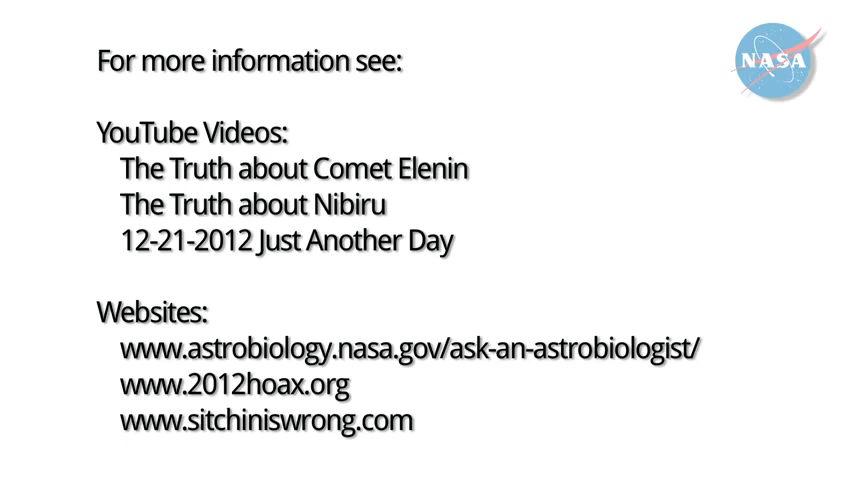 NASA
For more information see:
YouTube Videos:
The Truth about Comet Elenin
The Truth about Nibiru
12-21-2012 Just Another Day
Websites:
www.astrobiology.nasa.gov/ask-an-astrobiologist/
www.2012hoax.org
www.sitchiniswrong.com